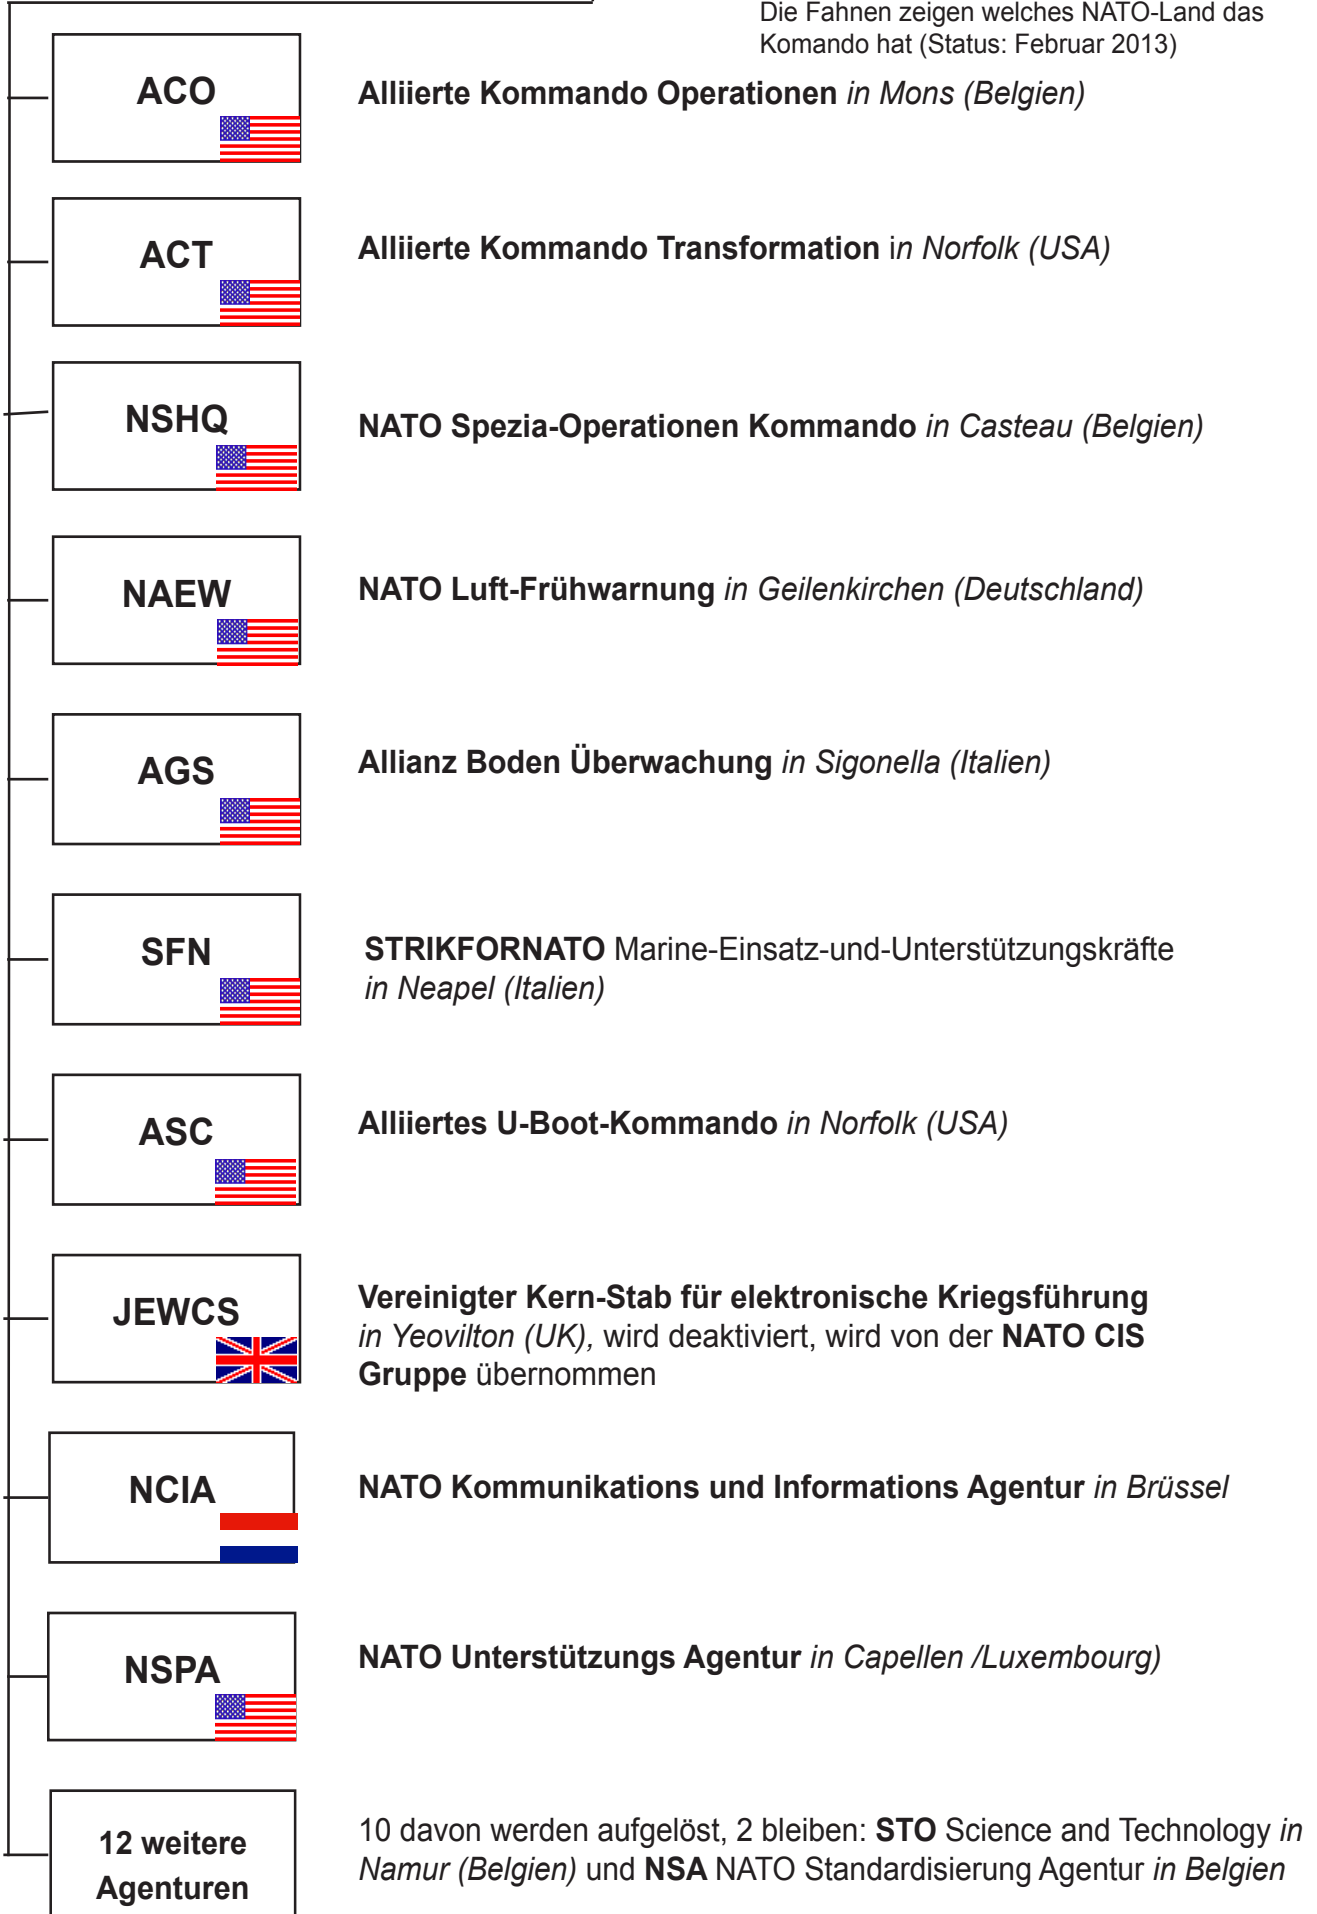 Die Fahnen zeigen welches NATO-Land das
Komando hat (Status: Februar 2013)
ACO
Alliierte Kommando Operationen in Mons (Belgien)
ACT
Alliierte Kommando Transformation in Norfolk (USA)
NSHQ
NATO Spezia-Operationen Kommando in Casteau (Belgien)
NAEW
NATO Luft-Frühwarnung in Geilenkirchen (Deutschland)
AGS
Allianz Boden Überwachung in Sigonella (Italien)
SFN
STRIKFORNATO Marine-Einsatz-und-Unterstützungskräfte
in Neapel (Italien)
ASC
Alliiertes U-Boot-Kommando in Norfolk (USA)
JEWCS
Vereinigter Kern-Stab für elektronische Kriegsführung
in Yeovilton (UK), wird deaktiviert, wird von der NATO CIS
Gruppe übernommen
NCIA
NATO Kommunikations und Informations Agentur in Brüssel
NSPA
NATO Unterstützungs Agentur in Capellen /Luxembourg)
12 weitere
Agenturen
10 davon werden aufgelöst, 2 bleiben: STO Science and Technology in
Namur (Belgien) und NSA NATO Standardisierung Agentur in Belgien